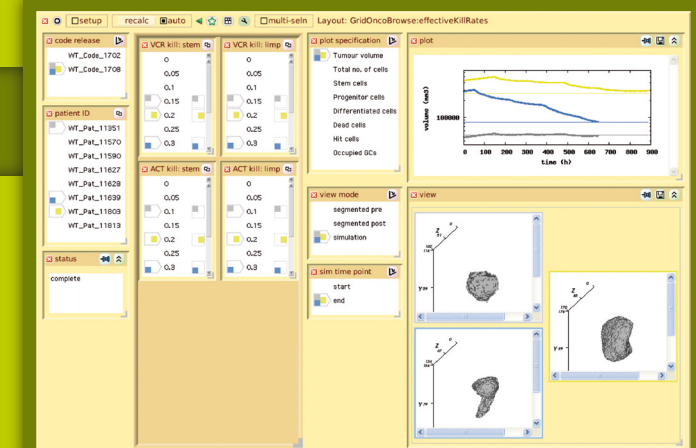 setup recalc auto multi-seln Layout: GridOncoBrowse:effectiveKillRates
code release
WT_Code_1702
WT_Code_1708
patient ID
WT_Pat_11351
WT_Pat_11570
WT_Pat_11590
WT_Pat_11627
WT_Pat_11628
WT_Pat_11639
WT_Pat_11803
WT_Pat_11813
status
complete
VCR kill: stem
0
0.05
0.1
0.15
0.2
0.25
0.3
VCR kill: limp
0
0.05
0.1
0.15
0.2
0.25
0.3
ACT kill: stem
0
0.05
0.1
0.2
0.25
0.3
ACT kill: limp
0
0.05
0.1
0.2
0.25
0.3
plot specification
Tumour volume
Total no. of cells
Stem cells
Progenitor cells
Differentiated cells
Dead cells
Hit cells
Occupied GCs
view mode
segmented pre
segmented post
simulation
sim time point
start
end
plot
volume (mm3)
100000
0 100 200 300 400 500 600 700 800 900
time (h)
view
Z
0
Y
Z
0
Y
Z
0
Y